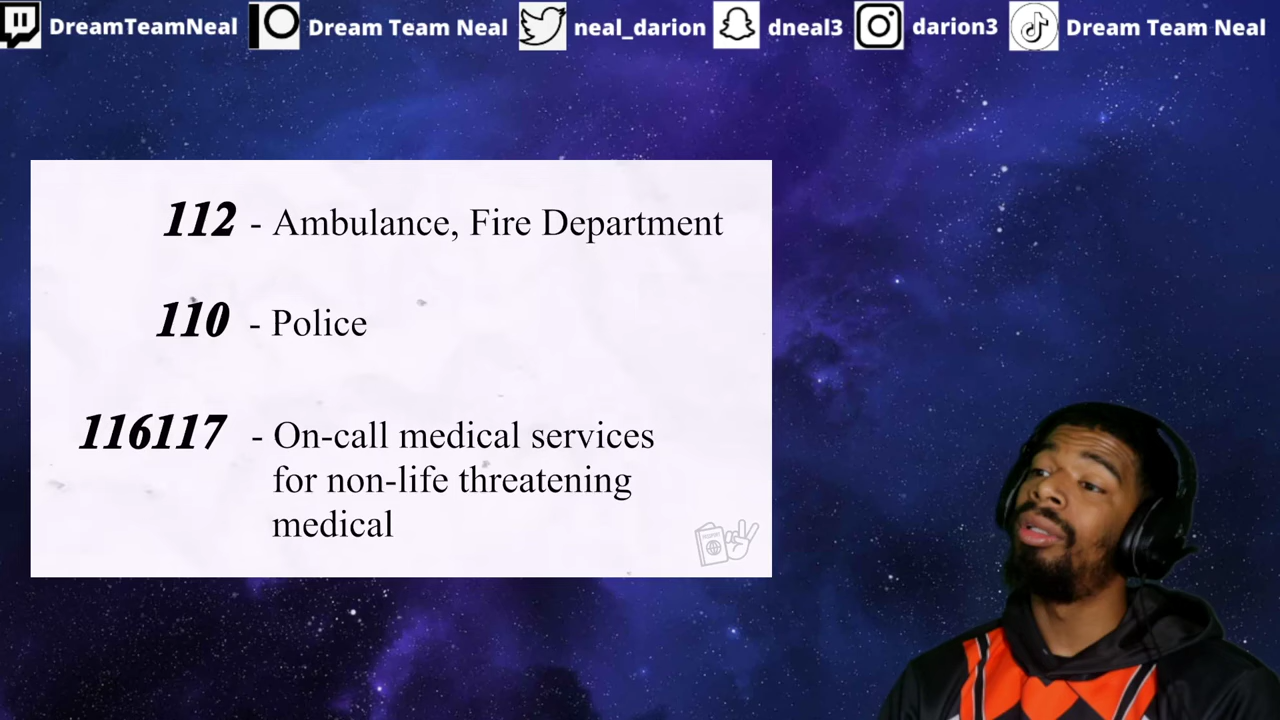 DreamTeamNeal Dream Team Neal neal_darion dneal3 darion3 Dream Team Neal
112 - Ambulance, Fire Department
110 - Police
116117 - On-call medical services
for non-life threatening
medical